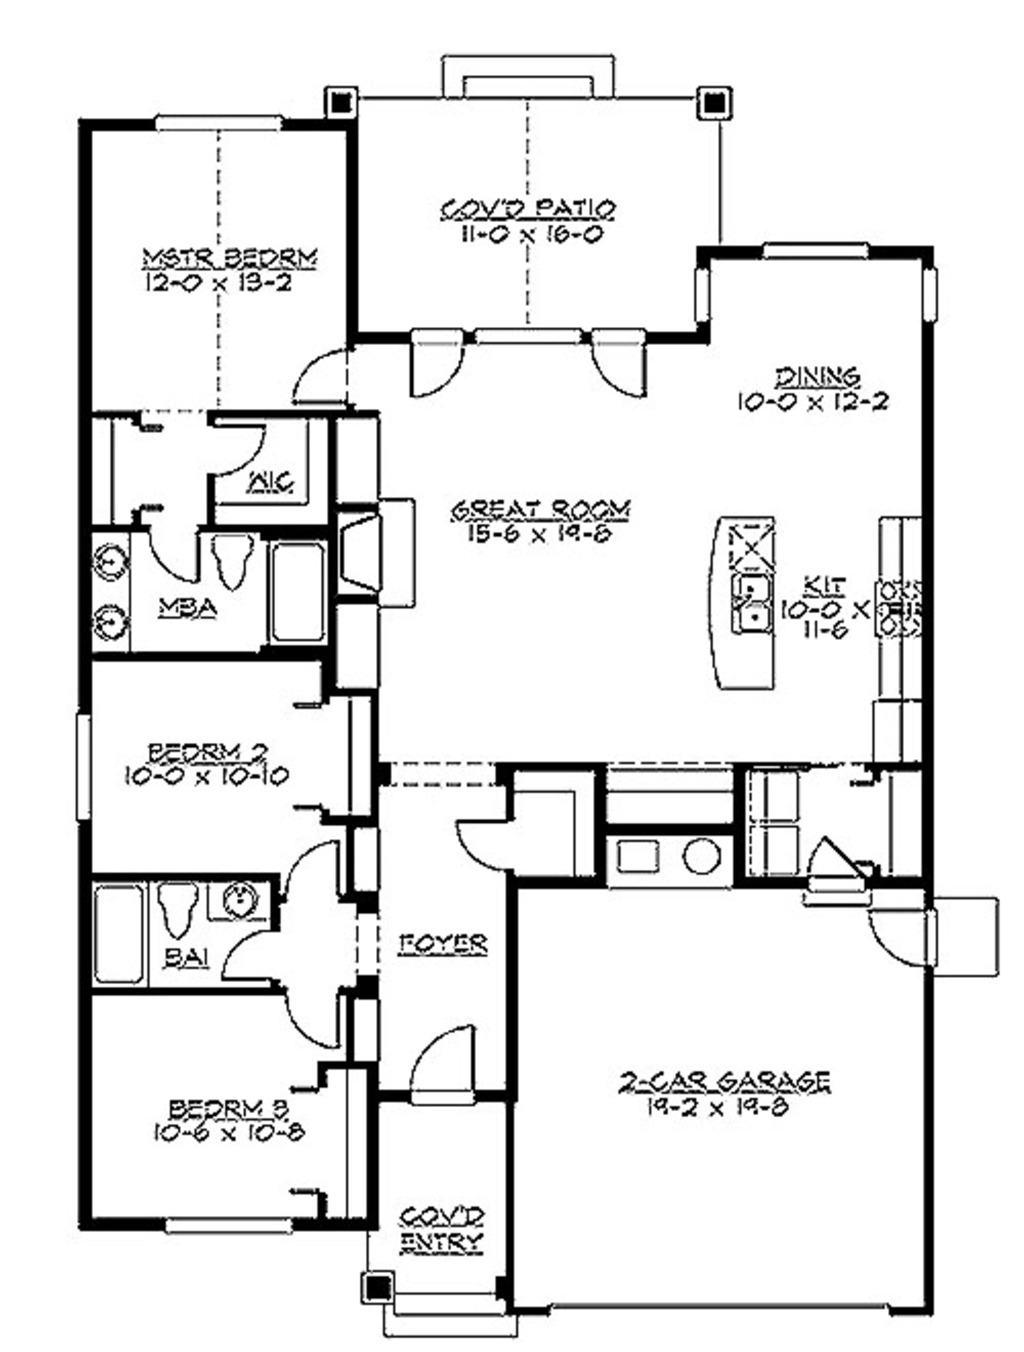 COV'D PATIO
11-0 x 16-0
MSTR BEDRM
12-0 x 13-2
DINING
10-0 x 12-2
WIC
GREAT ROOM
15-6 x 19-8
KIT
10-0 x
11-6
MBA
BEDRM 2
10-0 x 10-10
FOYER
BA1
2-CAR GARAGE
19-2 x 19-8
BEDRM 3
10-6 x 10-8
COV'D
ENTRY